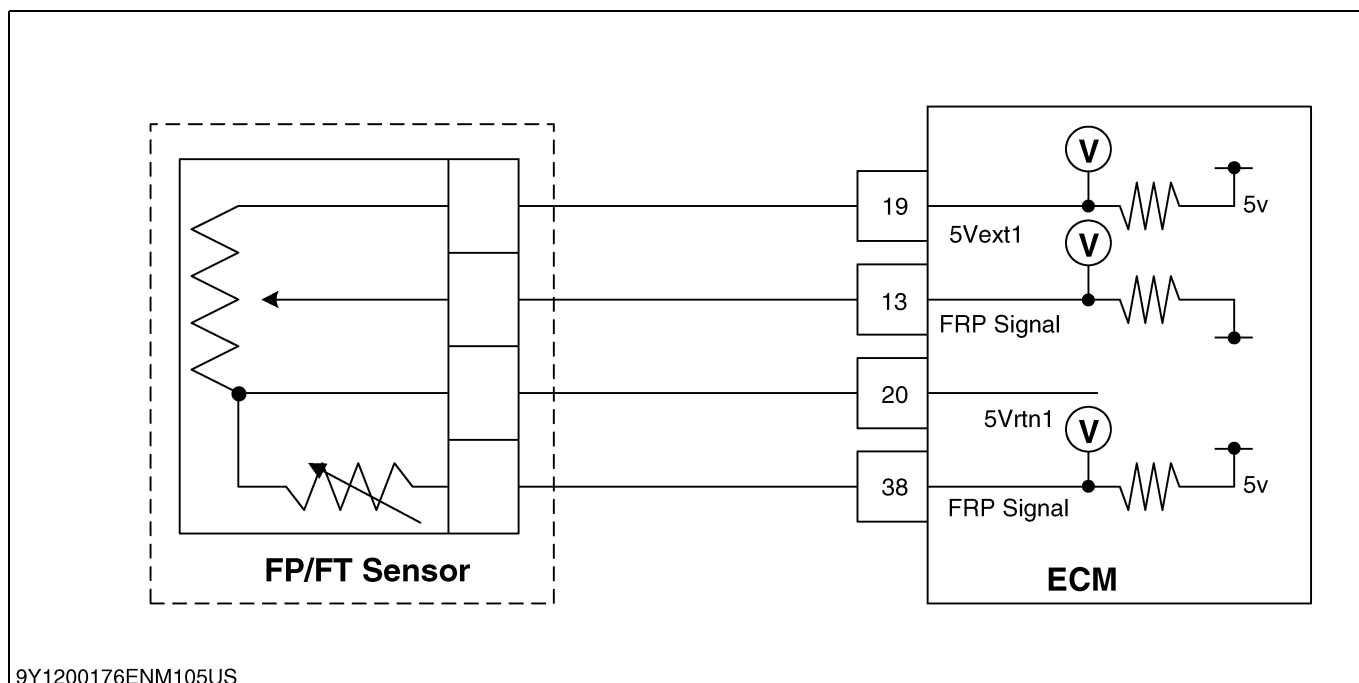 V
19
5Vext1
5v
V
13
FRP Signal
20
5Vrtn1
V
38
FRP Signal
5v
FP/FT Sensor
ECM
9Y1200176ENM105US